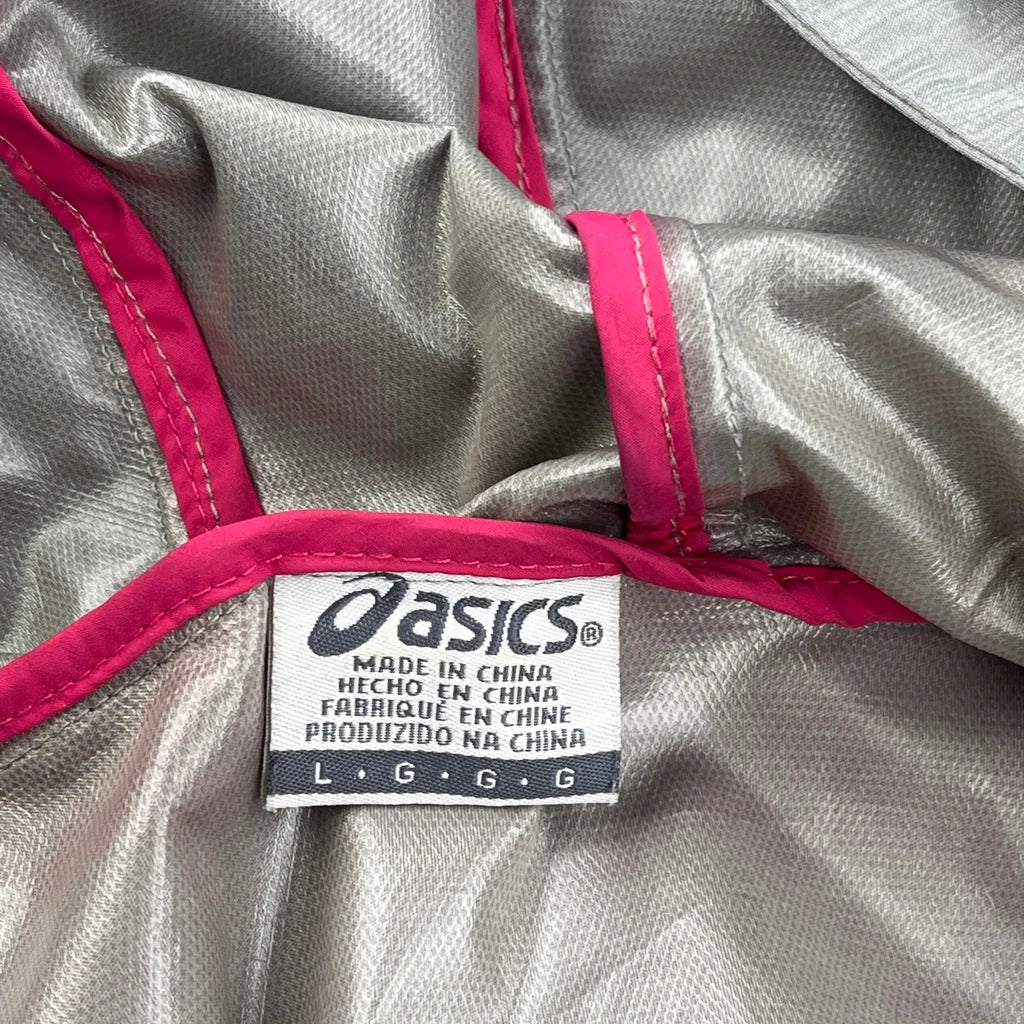 asics®
MADE IN CHINA
HECHO EN CHINA
FABRIQUÉ EN CHINE
PRODUZIDO NA CHINA
L · G · G · G